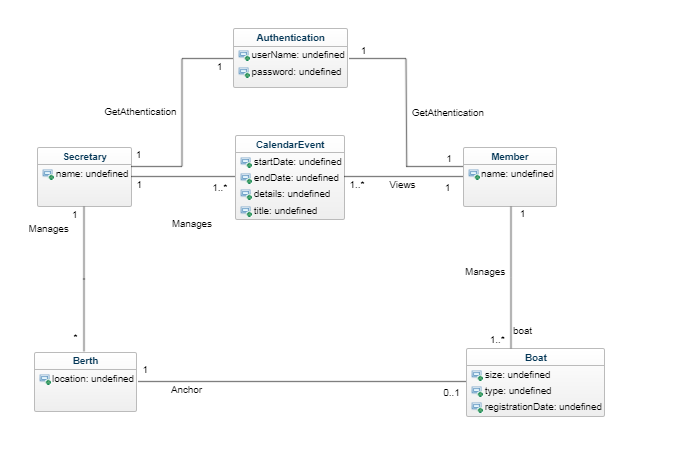 Authentication
userName: undefined
password: undefined
1
1
GetAthentication
GetAthentication
Secretary
name: undefined
1
1
CalendarEvent
startDate: undefined
endDate: undefined
details: undefined
title: undefined
1..*
1..*
Views
1
1
Member
name: undefined
1
Manages
Manages
1
Manages
*
boat
1..*
Berth
location: undefined
1
Anchor
0..1
Boat
size: undefined
type: undefined
registrationDate: undefined